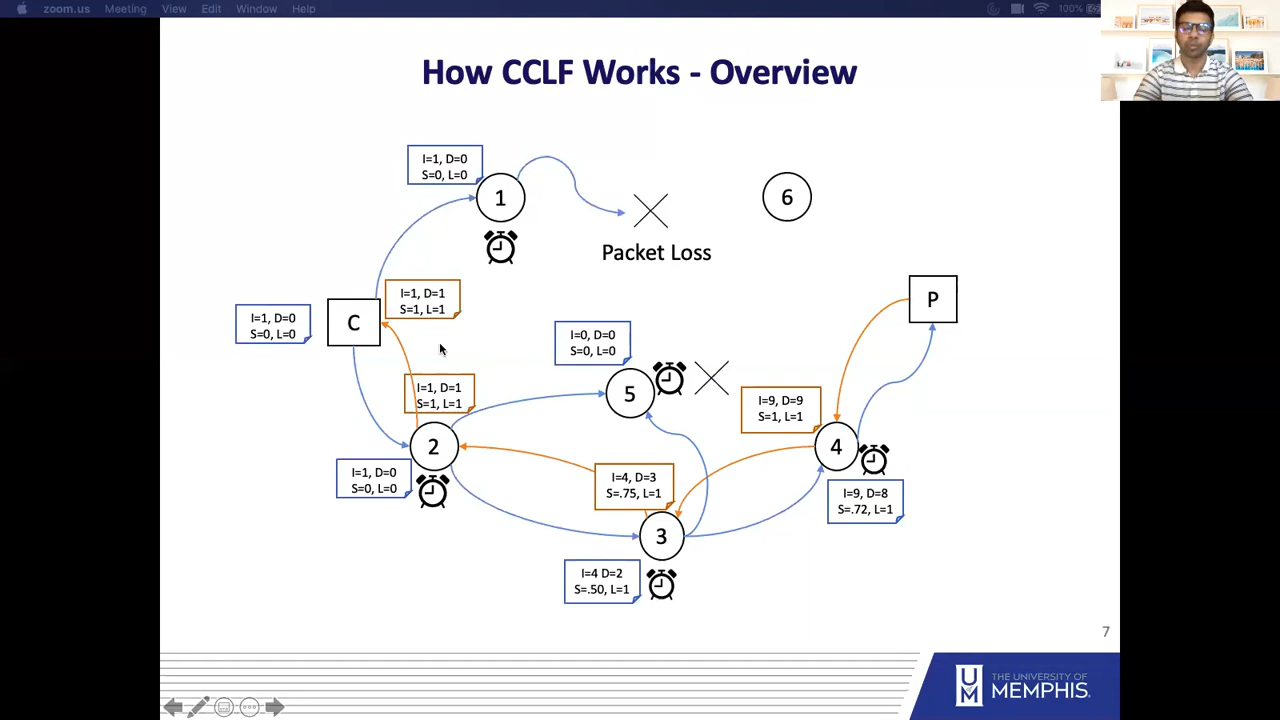 zoom.us Meeting View Edit Window Help 100%
How CCLF Works - Overview
I=1, D=0
S=0, L=0
1
6
Packet Loss
I=1, D=0
S=0, L=0
C
I=1, D=1
S=1, L=1
P
I=0, D=0
S=0, L=0
5
I=1, D=1
S=1, L=1
I=9, D=9
S=1, L=1
2
4
I=1, D=0
S=0, L=0
I=4, D=3
S=.75, L=1
I=9, D=8
S=.72, L=1
3
I=4 D=2
S=.50, L=1
7
UM
THE UNIVERSITY OF
MEMPHIS.